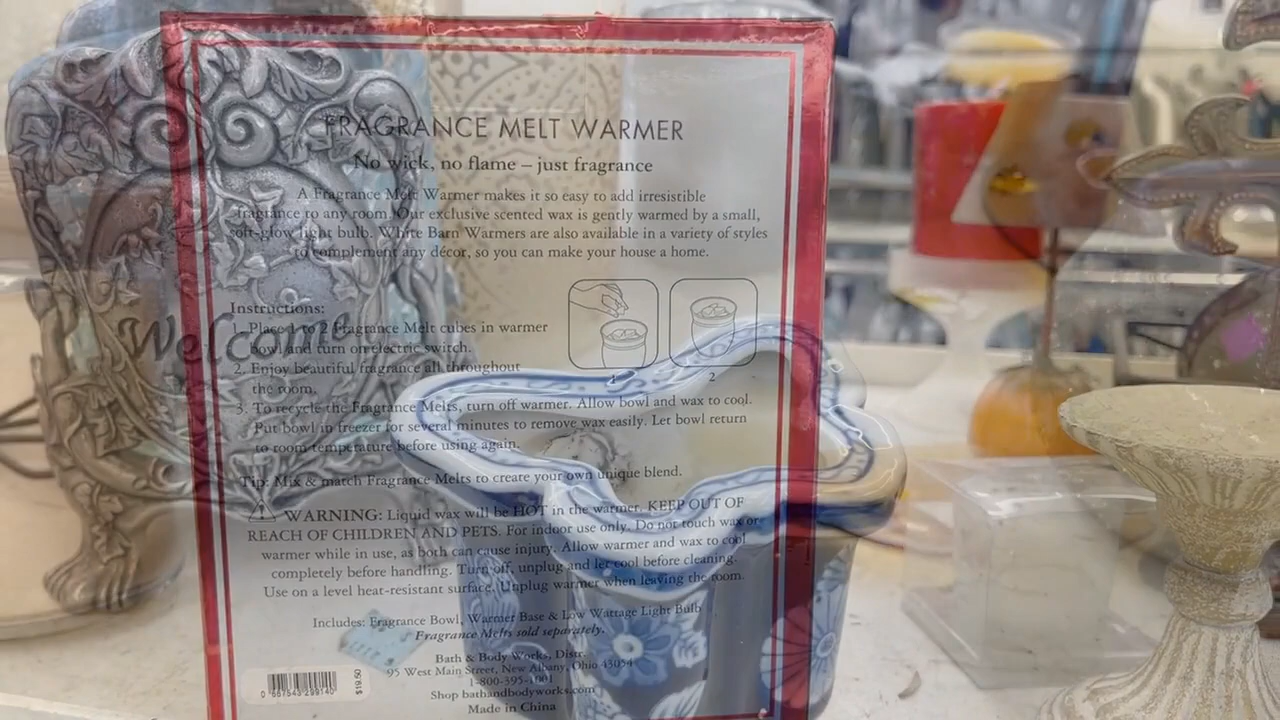 FRAGRANCE MELT WARMER
No wick, no flame – just fragrance
A Fragrance Melt Warmer makes it so easy to add irresistible
fragrance to any room. Our exclusive scented wax is gently warmed by a small,
soft-glow light bulb. White Barn Warmers are also available in a variety of styles
to complement any décor, so you can make your house a home.
Instructions:
1. Place 1 to 2 Fragrance Melt cubes in warmer
bowl and turn on electric switch.
2. Enjoy beautiful fragrance all throughout
the room.
3. To recycle the Fragrance Melts, turn off warmer. Allow bowl and wax to cool.
Put bowl in freezer for several minutes to remove wax easily. Let bowl return
to room temperature before using again.
1 2
Welcome
Tip: Mix & match Fragrance Melts to create your own unique blend.
WARNING: Liquid wax will be HOT in the warmer. KEEP OUT OF
REACH OF CHILDREN AND PETS. For indoor use only. Do not touch wax or
warmer while in use, as both can cause injury. Allow warmer and wax to cool
completely before handling. Turn off, unplug and let cool before cleaning.
Use on a level heat-resistant surface. Unplug warmer when leaving the room.
Includes: Fragrance Bowl, Warmer Base & Low Wattage Light Bulb
Fragrance Melts sold separately.
Bath & Body Works, Distr.
95 West Main Street, New Albany, Ohio 43054
1-800-395-1001
Shop bathandbodyworks.com
Made in China
$19.50